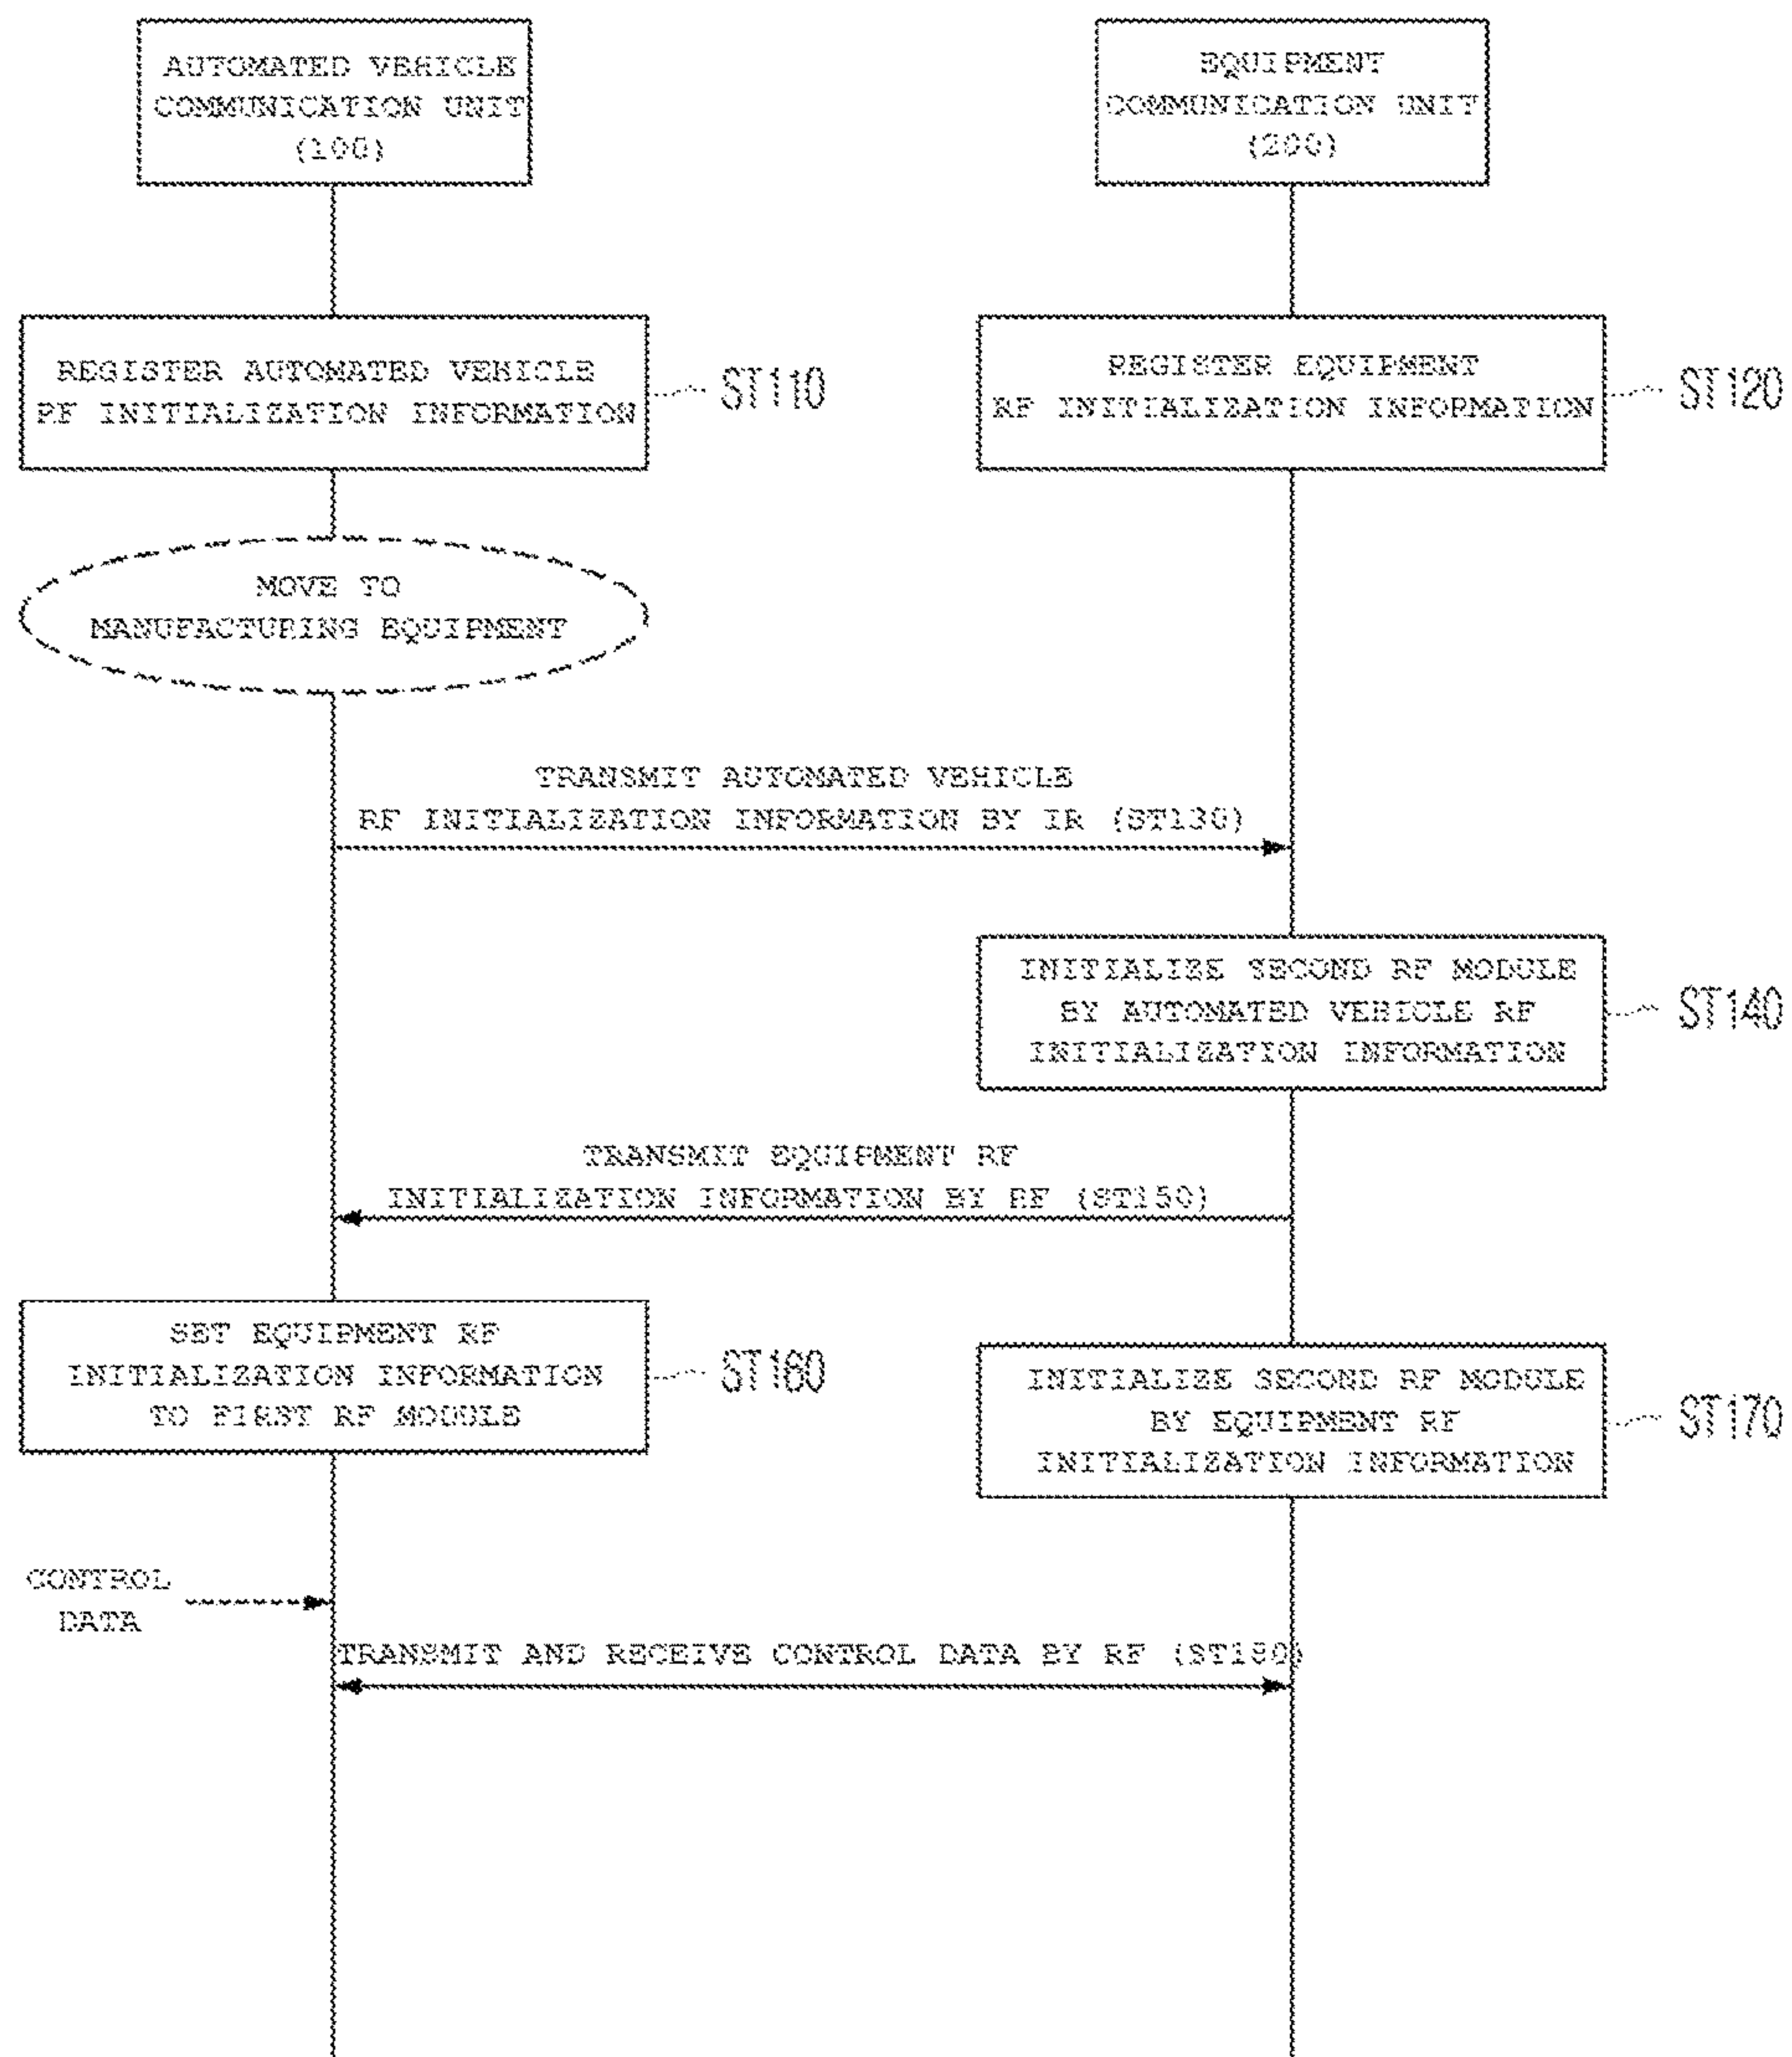 AUTOMATED VEHICLE
COMMUNICATION UNIT
(100)
EQUIPMENT
COMMUNICATION UNIT
(200)
REGISTER AUTOMATED VEHICLE
RF INITIALIZATION INFORMATION
ST110
REGISTER EQUIPMENT
RF INITIALIZATION INFORMATION
ST120
MOVE TO
MANUFACTURING EQUIPMENT
TRANSMIT AUTOMATED VEHICLE
RF INITIALIZATION INFORMATION BY IR (ST130)
INITIALIZE SECOND RF MODULE
BY AUTOMATED VEHICLE RF
INITIALIZATION INFORMATION
ST140
TRANSMIT EQUIPMENT RF
INITIALIZATION INFORMATION BY RF (ST150)
SET EQUIPMENT RF
INITIALIZATION INFORMATION
TO FIRST RF MODULE
ST160
INITIALIZE SECOND RF MODULE
BY EQUIPMENT RF
INITIALIZATION INFORMATION
ST170
CONTROL
DATA
TRANSMIT AND RECEIVE CONTROL DATA BY RF (ST180)